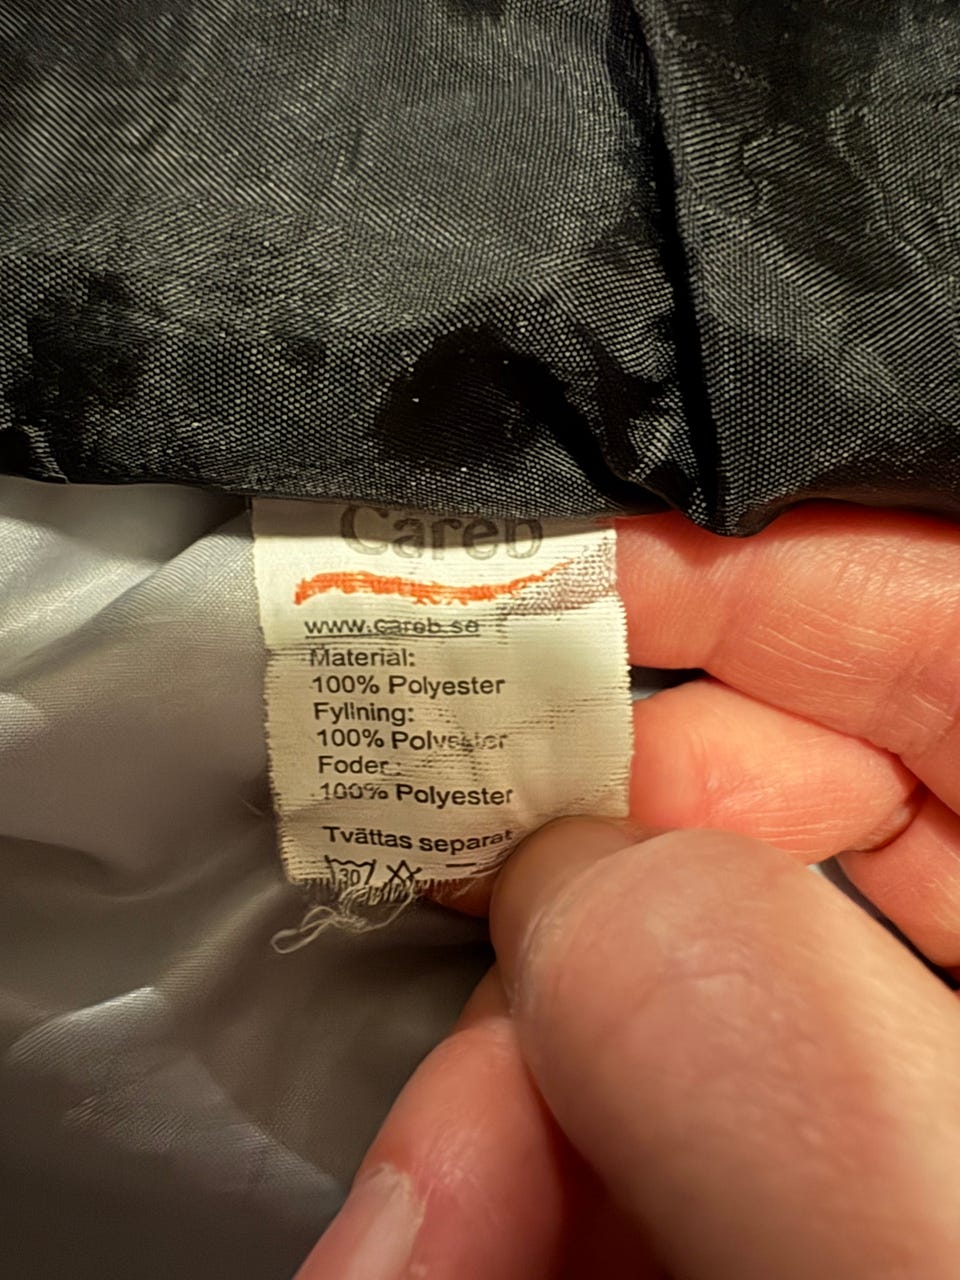 Careb
www.careb.se
Material:
100% Polyester
Fyllning:
100% Polyester
Foder:
100% Polyester
Tvättas separat
30